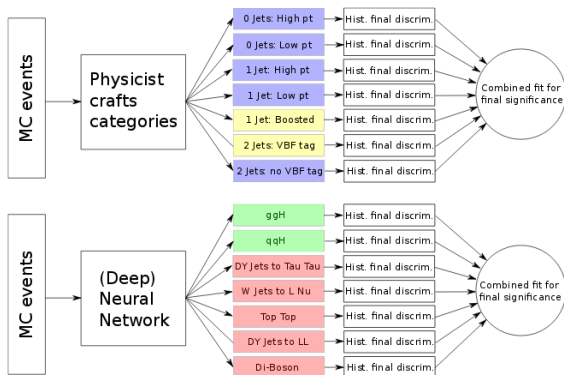 MC events
Physicist
crafts
categories
0 Jets: High pt
Hist. final discrim.
0 Jets: Low pt
Hist. final discrim.
1 Jet: High pt
Hist. final discrim.
1 Jet: Low pt
Hist. final discrim.
1 Jet: Boosted
Hist. final discrim.
2 Jets: VBF tag
Hist. final discrim.
2 Jets: no VBF tag
Hist. final discrim.
Combined fit for
final significance
MC events
(Deep)
Neural
Network
ggH
Hist. final discrim.
qqH
Hist. final discrim.
DY Jets to Tau Tau
Hist. final discrim.
W Jets to L Nu
Hist. final discrim.
Top Top
Hist. final discrim.
DY Jets to LL
Hist. final discrim.
Di-Boson
Hist. final discrim.
Combined fit for
final significance